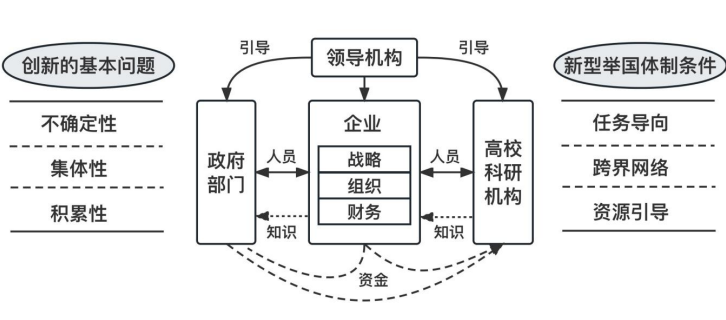 引导
领导机构
引导
创新的基本问题
新型举国体制条件
不确定性
集体性
积累性
政府
部门
企业
战略
组织
财务
高校
科研
机构
人员
人员
知识
知识
资金
任务导向
跨界网络
资源引导